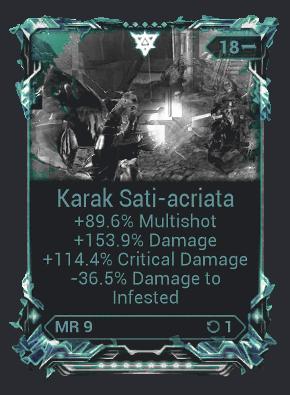 18
Karak Sati-acriata
+89.6% Multishot
+153.9% Damage
+114.4% Critical Damage
-36.5% Damage to
Infested
MR 9
1